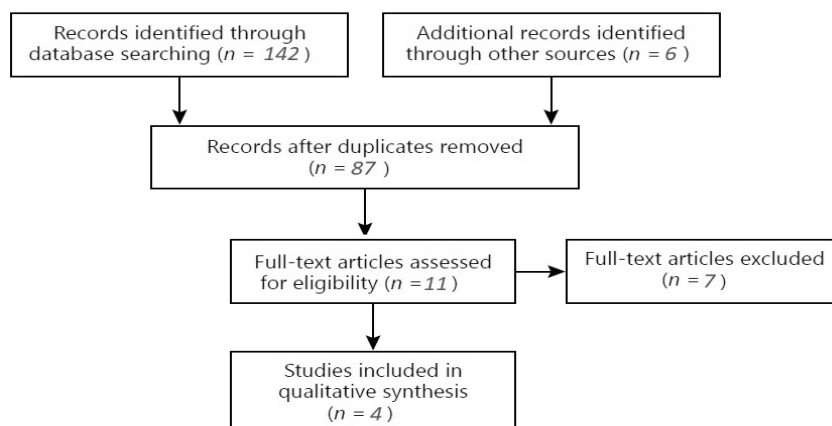 Records identified through
database searching (n = 142 )
Additional records identified
through other sources (n = 6 )
Records after duplicates removed
(n = 87 )
Full-text articles assessed
for eligibility (n =11 )
Full-text articles excluded
(n = 7 )
Studies included in
qualitative synthesis
(n = 4 )